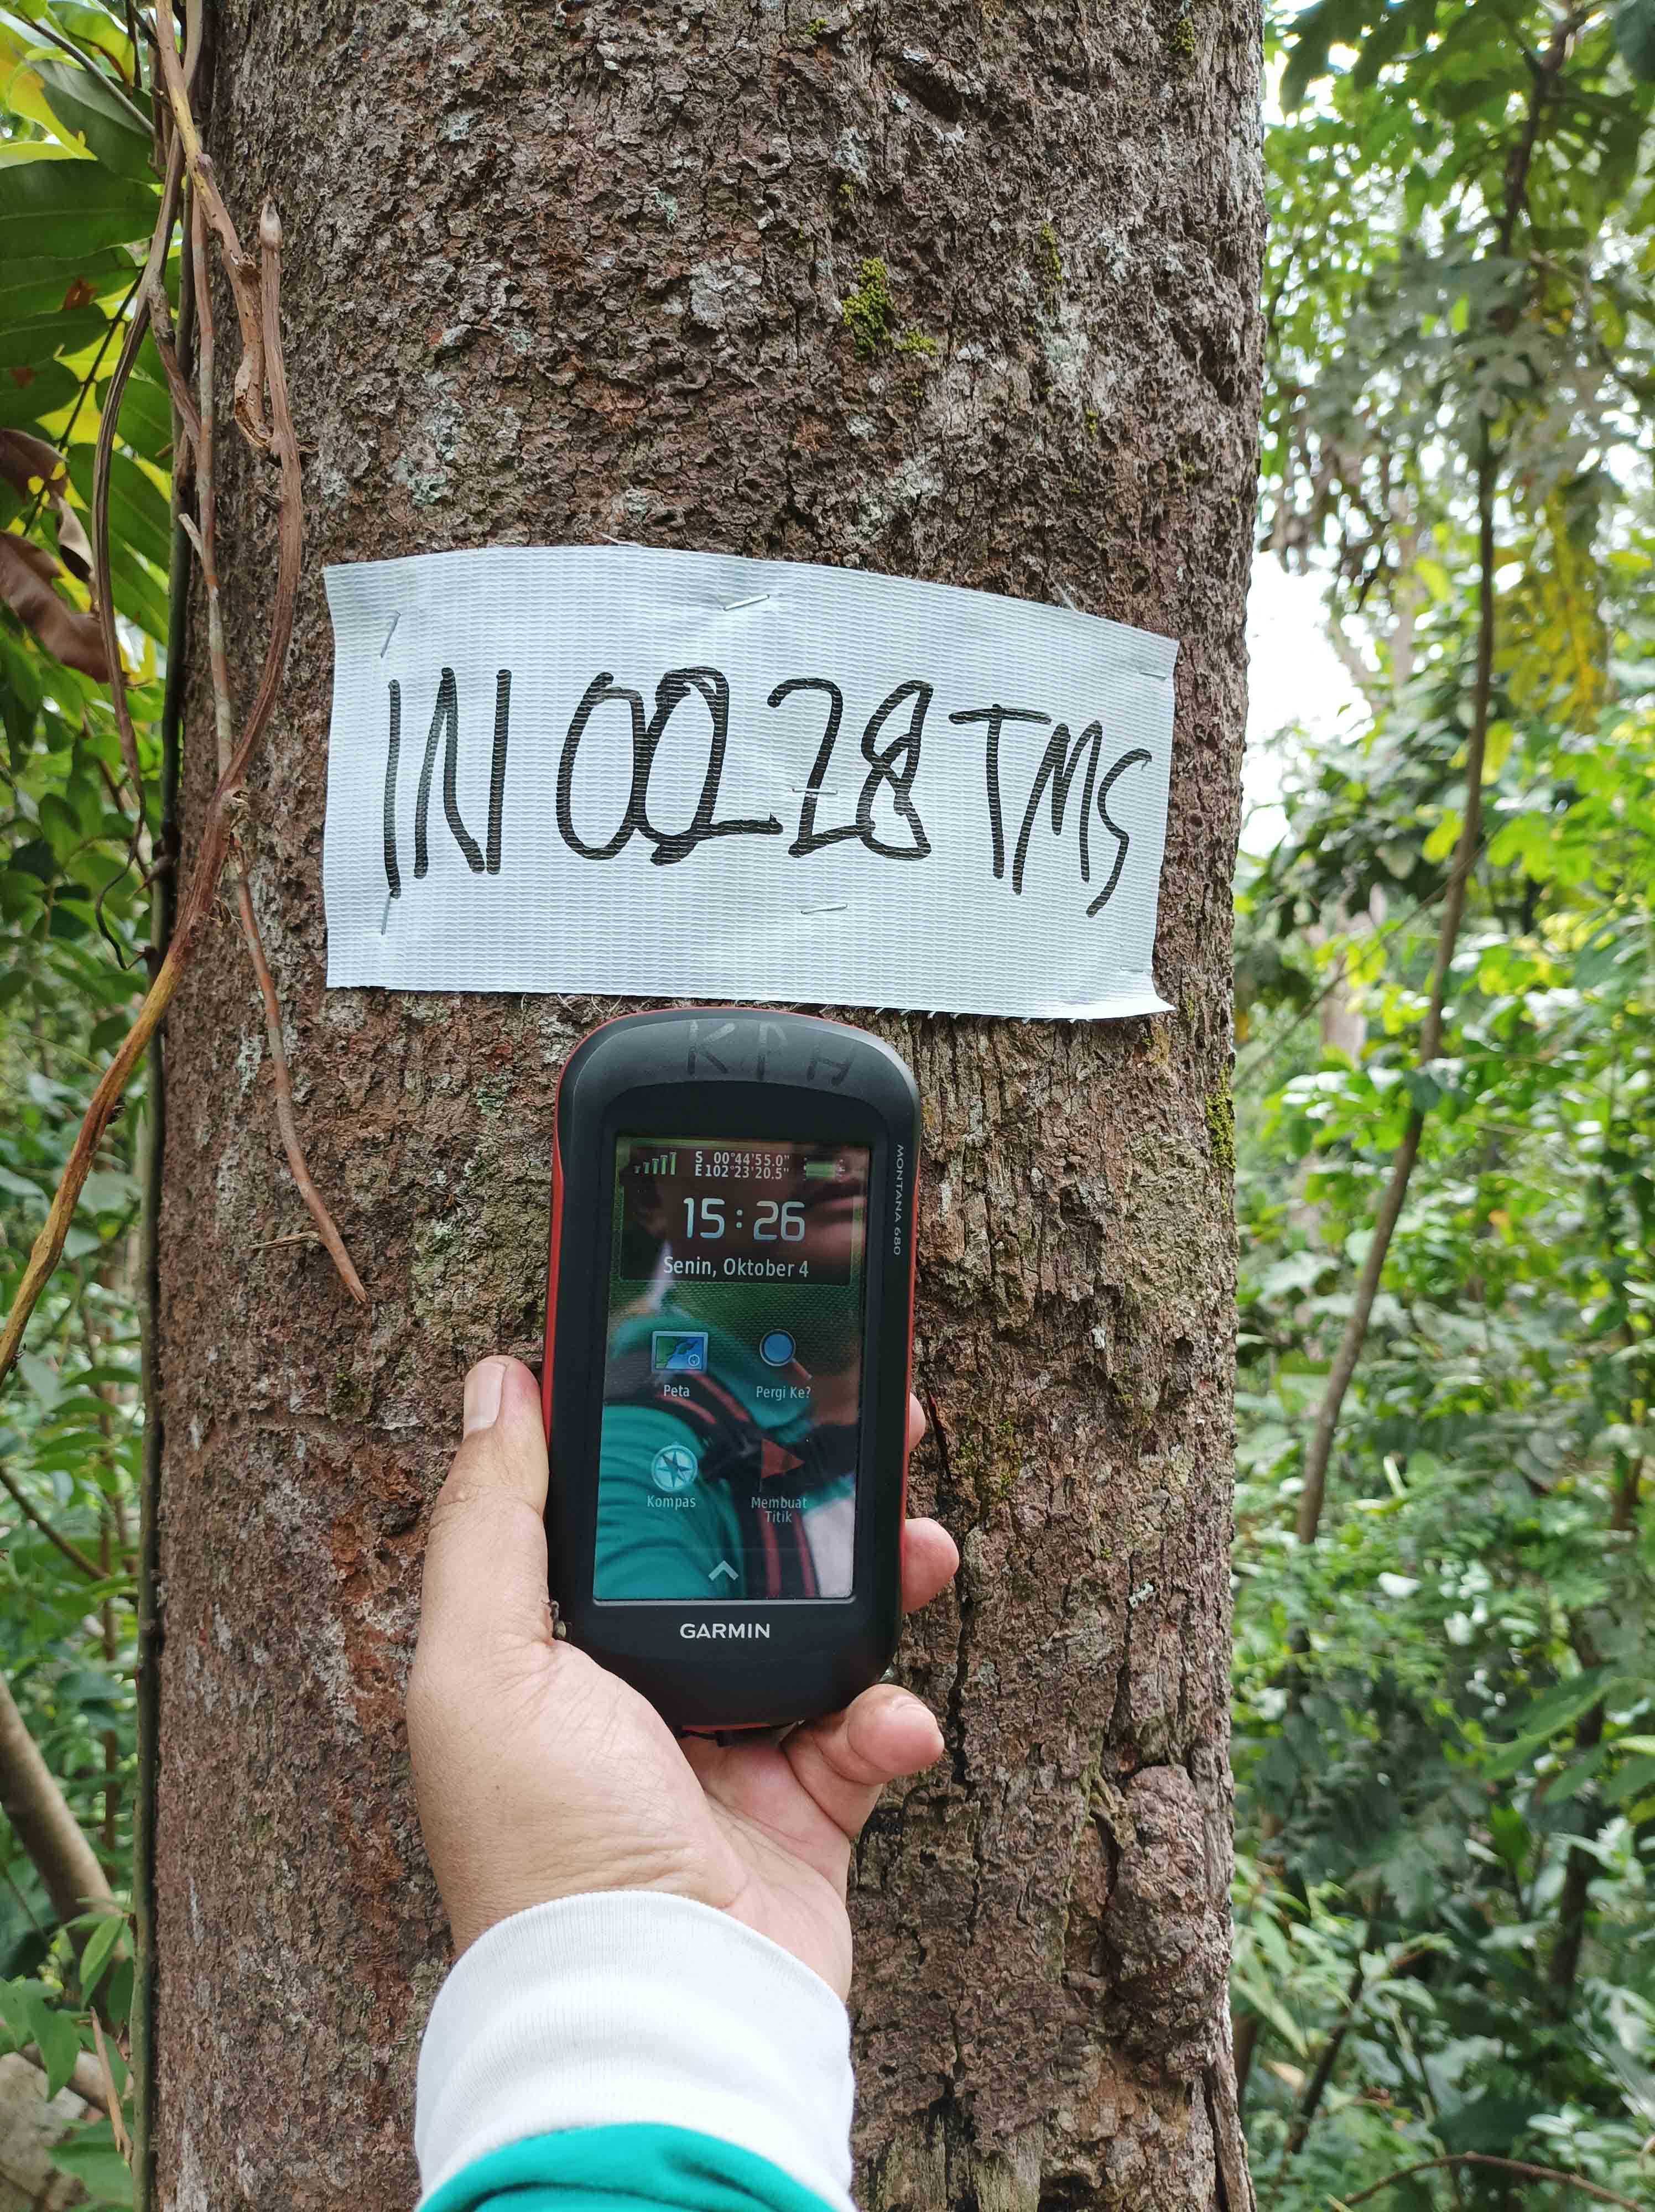 IN 00228 TMS
KPH
S 00°44'55.0"
E102°23'20.5"
15:26
Senin, Oktober 4
Peta
Pergi Ke?
Kompas
Membuat
Titik
GARMIN
MONTANA 680